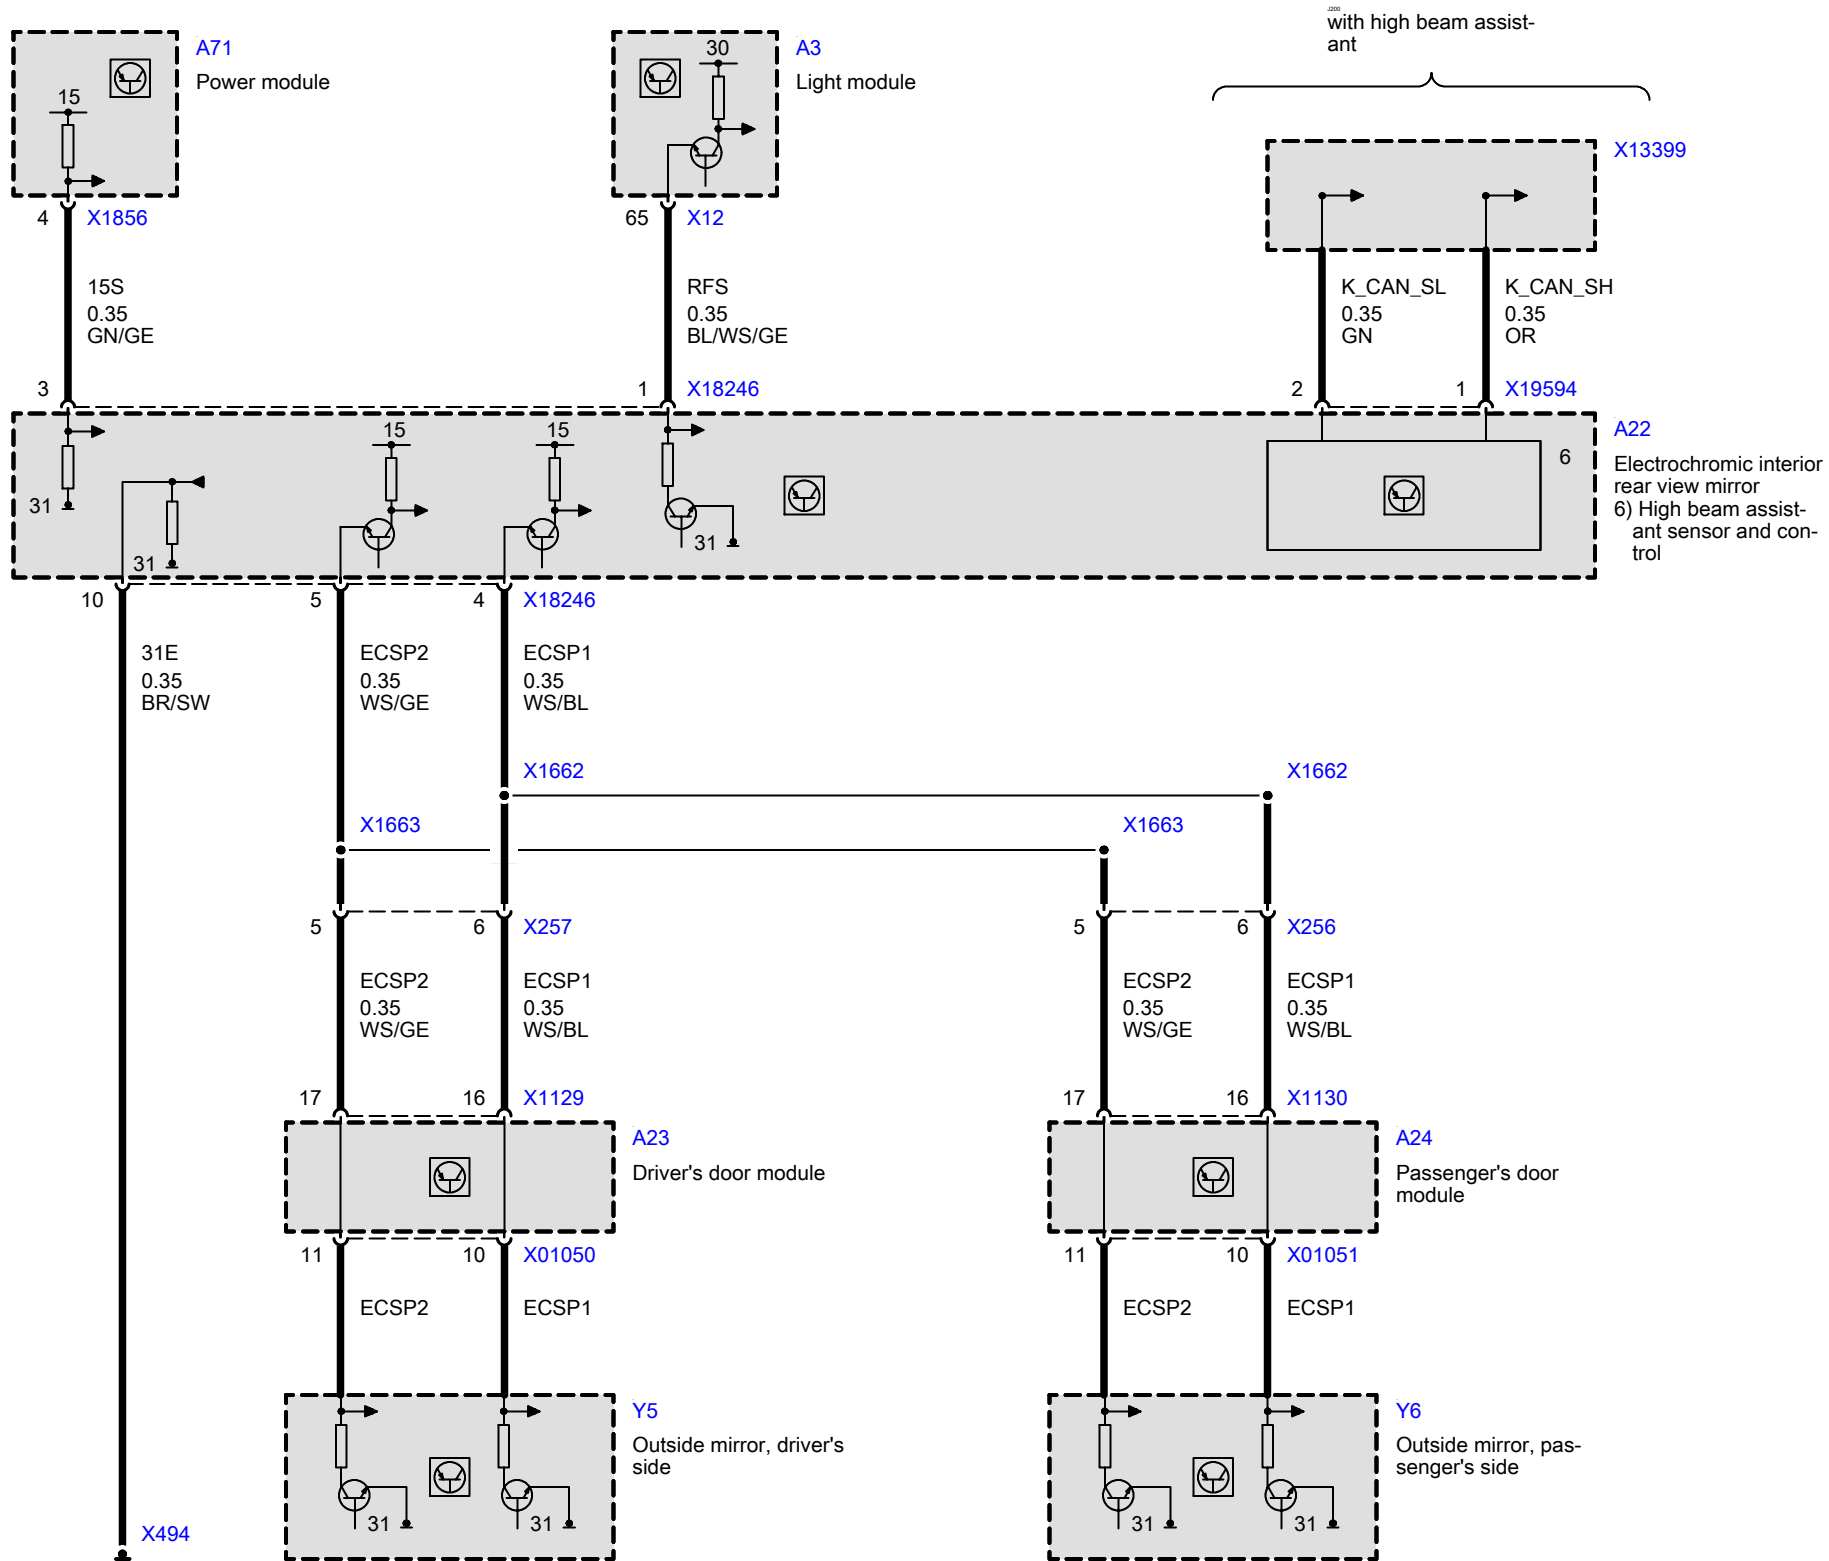 J200
with high beam assist-
ant
A71
Power module
15
30
A3
Light module
X13399
4 X1856
65 X12
15S
0.35
GN/GE
RFS
0.35
BL/WS/GE
K_CAN_SL
0.35
GN
K_CAN_SH
0.35
OR
3
1 X18246
2
1 X19594
31
31
15
15
31
6
A22
Electrochromic interior
rear view mirror
6) High beam assist-
ant sensor and con-
trol
10
5
4 X18246
31E
0.35
BR/SW
ECSP2
0.35
WS/GE
ECSP1
0.35
WS/BL
X1662
X1662
X1663
X1663
5
6 X257
5
6 X256
ECSP2
0.35
WS/GE
ECSP1
0.35
WS/BL
ECSP2
0.35
WS/GE
ECSP1
0.35
WS/BL
17
16 X1129
17
16 X1130
A23
Driver's door module
A24
Passenger's door
module
11
10 X01050
11
10 X01051
ECSP2
ECSP1
ECSP2
ECSP1
31
31
Y5
Outside mirror, driver's
side
31
31
Y6
Outside mirror, pas-
senger's side
X494